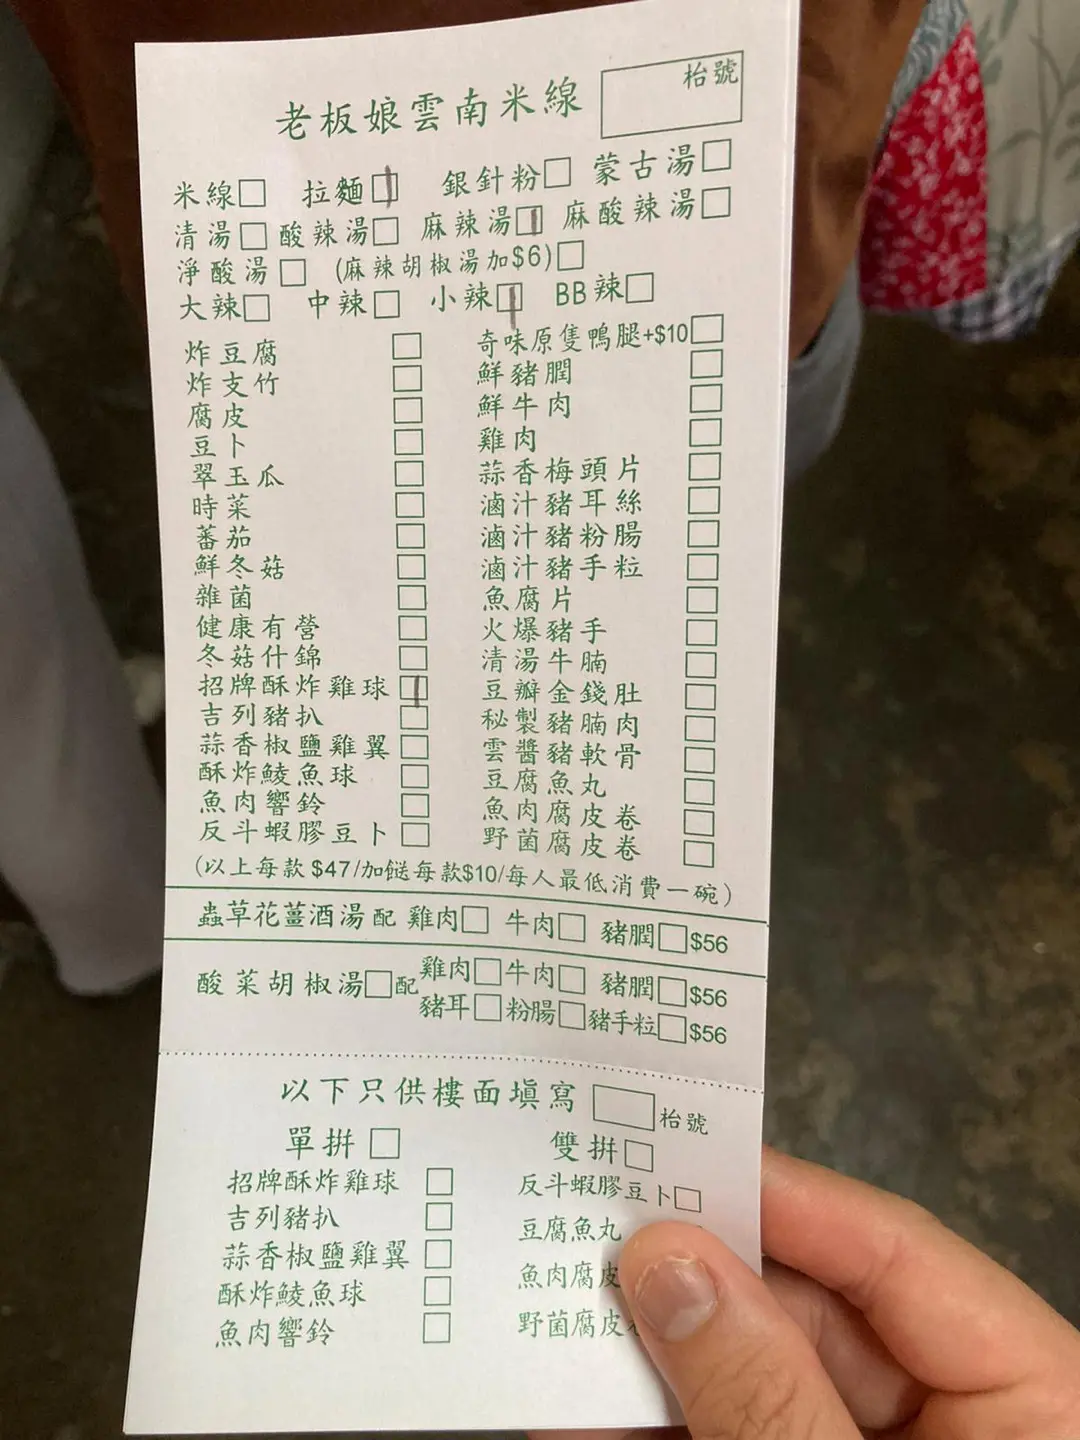 枱號
老板娘雲南米線
米線□ 拉麵□ 銀針粉□ 蒙古湯□
清湯□ 酸辣湯□ 麻辣湯□ 麻酸辣湯□
淨酸湯□ (麻辣胡椒湯加$6)□
大辣□ 中辣□ 小辣□ BB辣□
炸豆腐□ 奇味原隻鴨腿+$10□
炸支竹□ 鮮豬膶□
腐皮□ 鮮牛肉□
豆卜□ 雞肉□
翠玉瓜□ 蒜香梅頭片□
時菜□ 滷汁豬耳絲□
蕃茄□ 滷汁豬粉腸□
鮮冬菇□ 滷汁豬手粒□
雜菌□ 魚腐片□
健康有營□ 火爆豬手□
冬菇什錦□ 清湯牛腩□
招牌酥炸雞球□ 豆瓣金錢肚□
吉列豬扒□ 秘製豬腩肉□
蒜香椒鹽雞翼□ 雲醬豬軟骨□
酥炸鯪魚球□ 豆腐魚丸□
魚肉響鈴□ 魚肉腐皮卷□
反斗蝦膠豆卜□ 野菌腐皮卷□
(以上每款$47/加餸每款$10/每人最低消費一碗)
蟲草花薑酒湯配 雞肉□ 牛肉□ 豬膶□$56
酸菜胡椒湯□配 雞肉□牛肉□ 豬膶□$56
豬耳□粉腸□豬手粒□$56
以下只供樓面填寫 □枱號
單拼□ 雙拼□
招牌酥炸雞球□ 反斗蝦膠豆卜□
吉列豬扒□ 豆腐魚丸
蒜香椒鹽雞翼□ 魚肉腐皮
酥炸鯪魚球□ 野菌腐皮
魚肉響鈴□